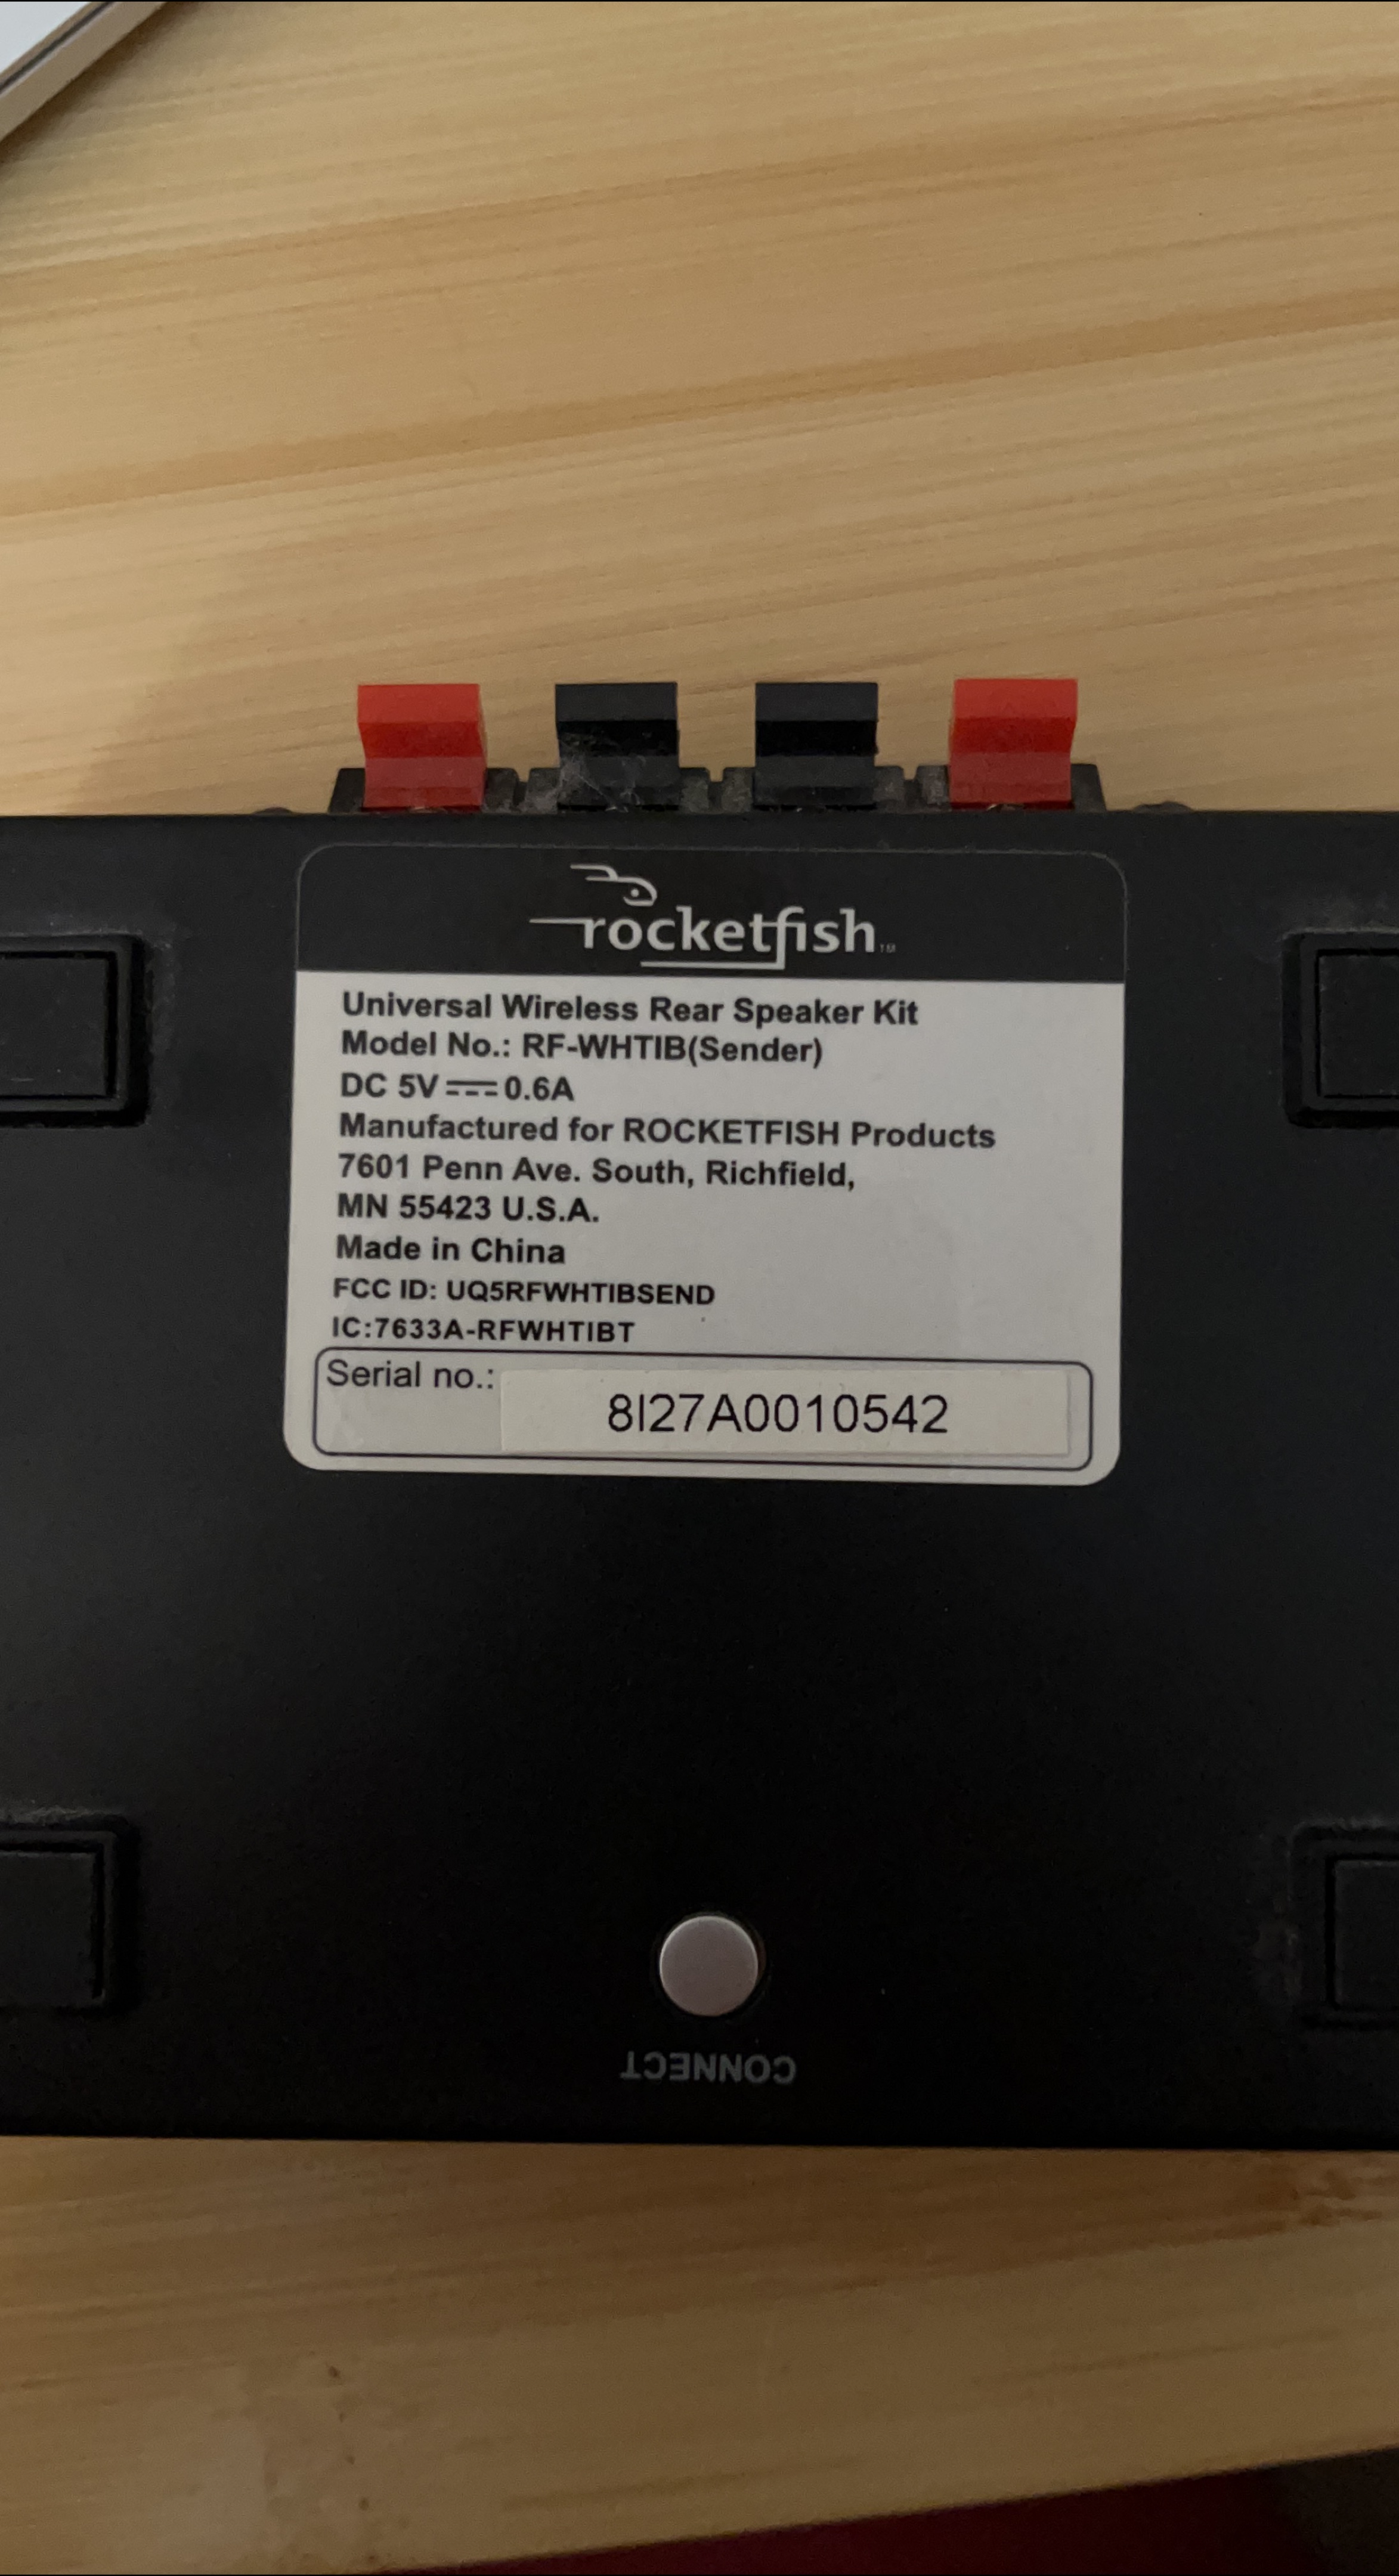 rocketfish™
Universal Wireless Rear Speaker Kit
Model No.: RF-WHTIB(Sender)
DC 5V ⎓ 0.6A
Manufactured for ROCKETFISH Products
7601 Penn Ave. South, Richfield,
MN 55423 U.S.A.
Made in China
FCC ID: UQ5RFWHTIBSEND
IC:7633A-RFWHTIBT
Serial no.: 8I27A0010542
CONNECT